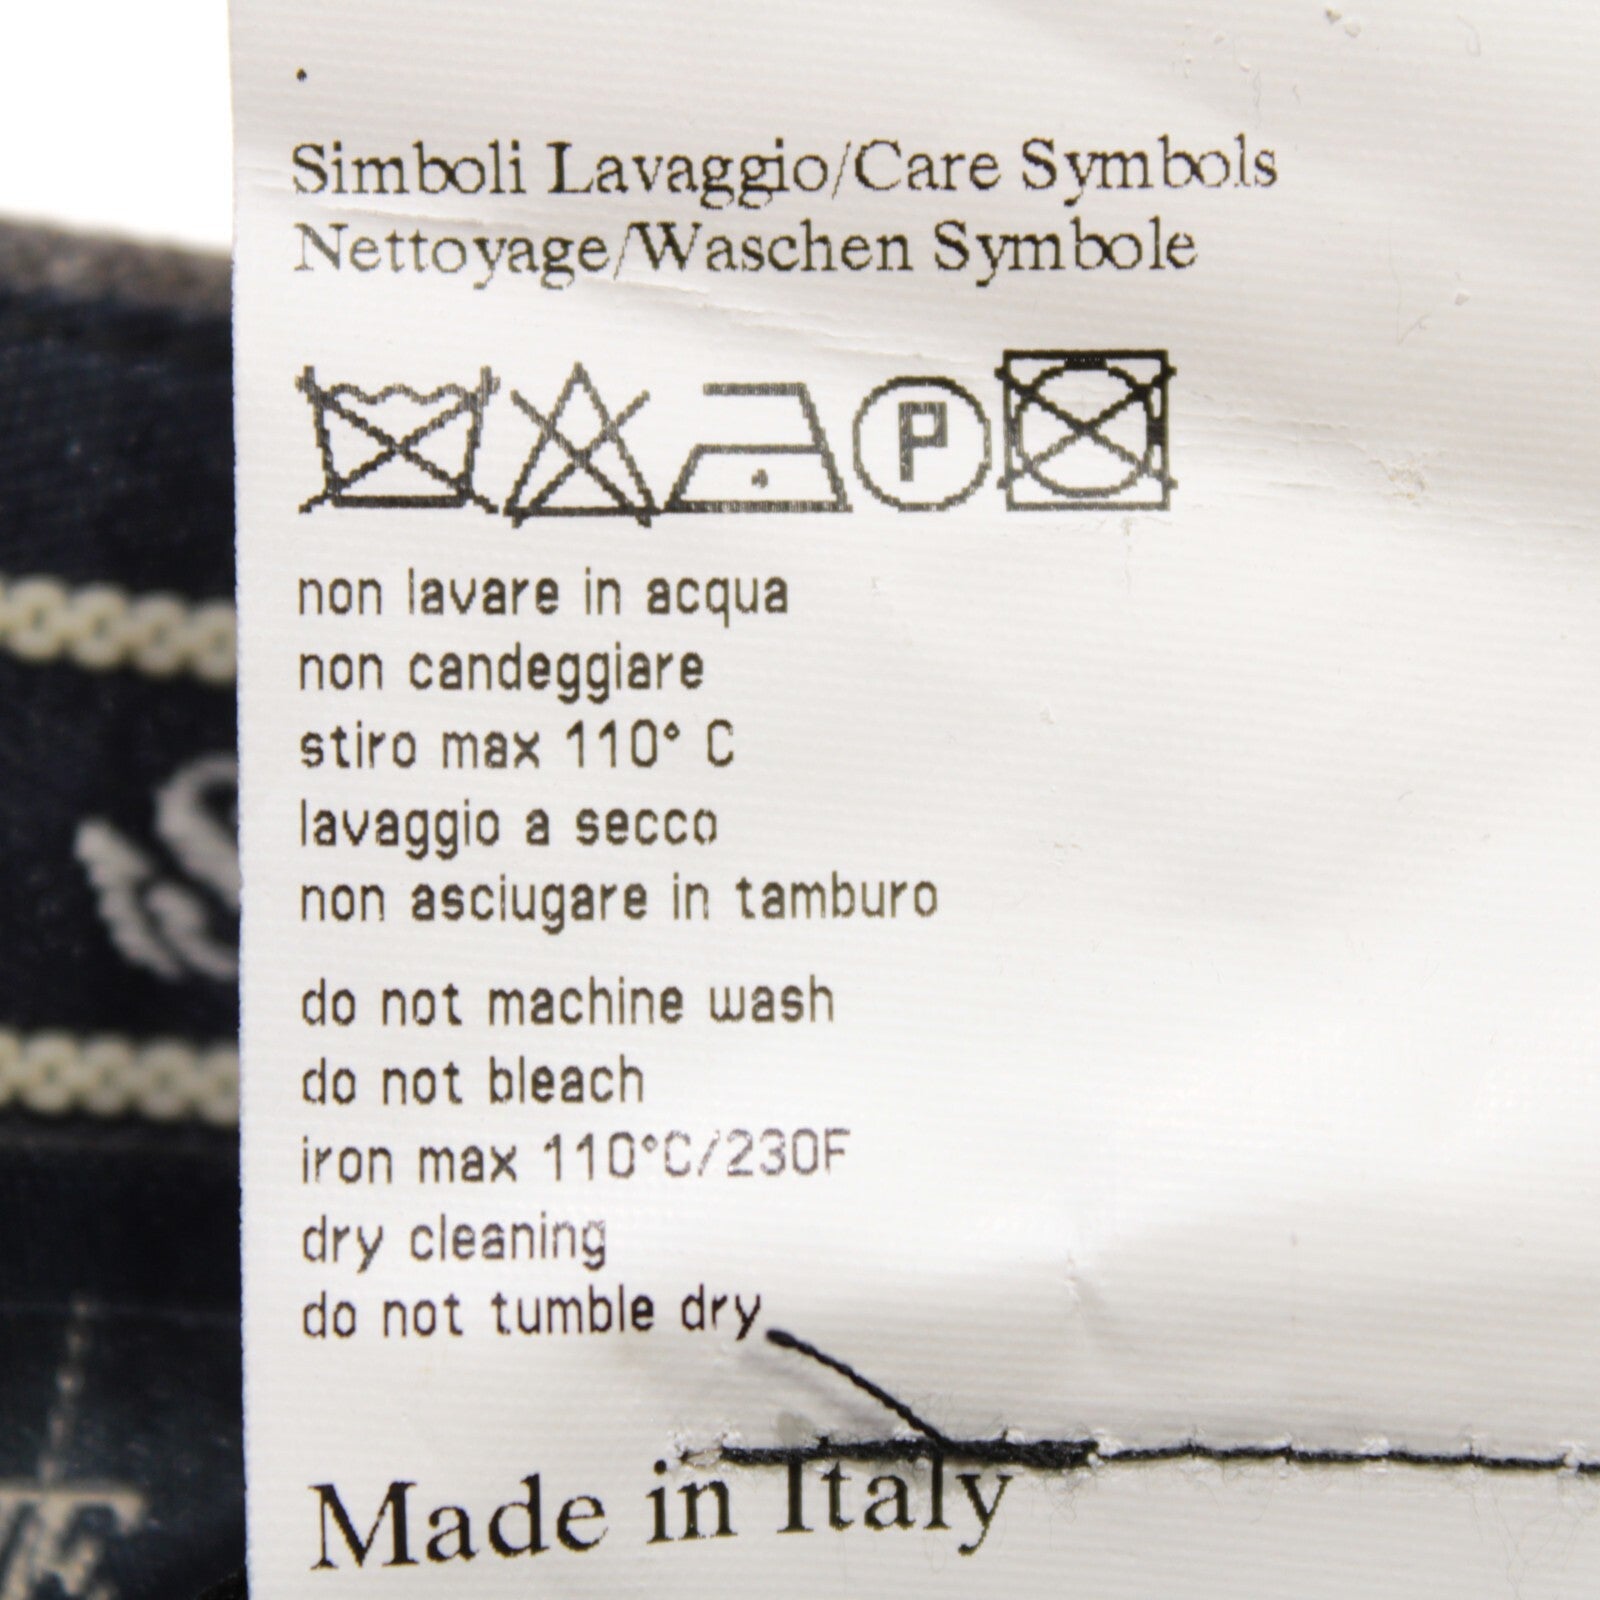 Simboli Lavaggio/Care Symbols
Nettoyage/Waschen Symbole
P
non lavare in acqua
non candeggiare
stiro max 110° C
lavaggio a secco
non asciugare in tamburo
do not machine wash
do not bleach
iron max 110°C/230F
dry cleaning
do not tumble dry
Made in Italy